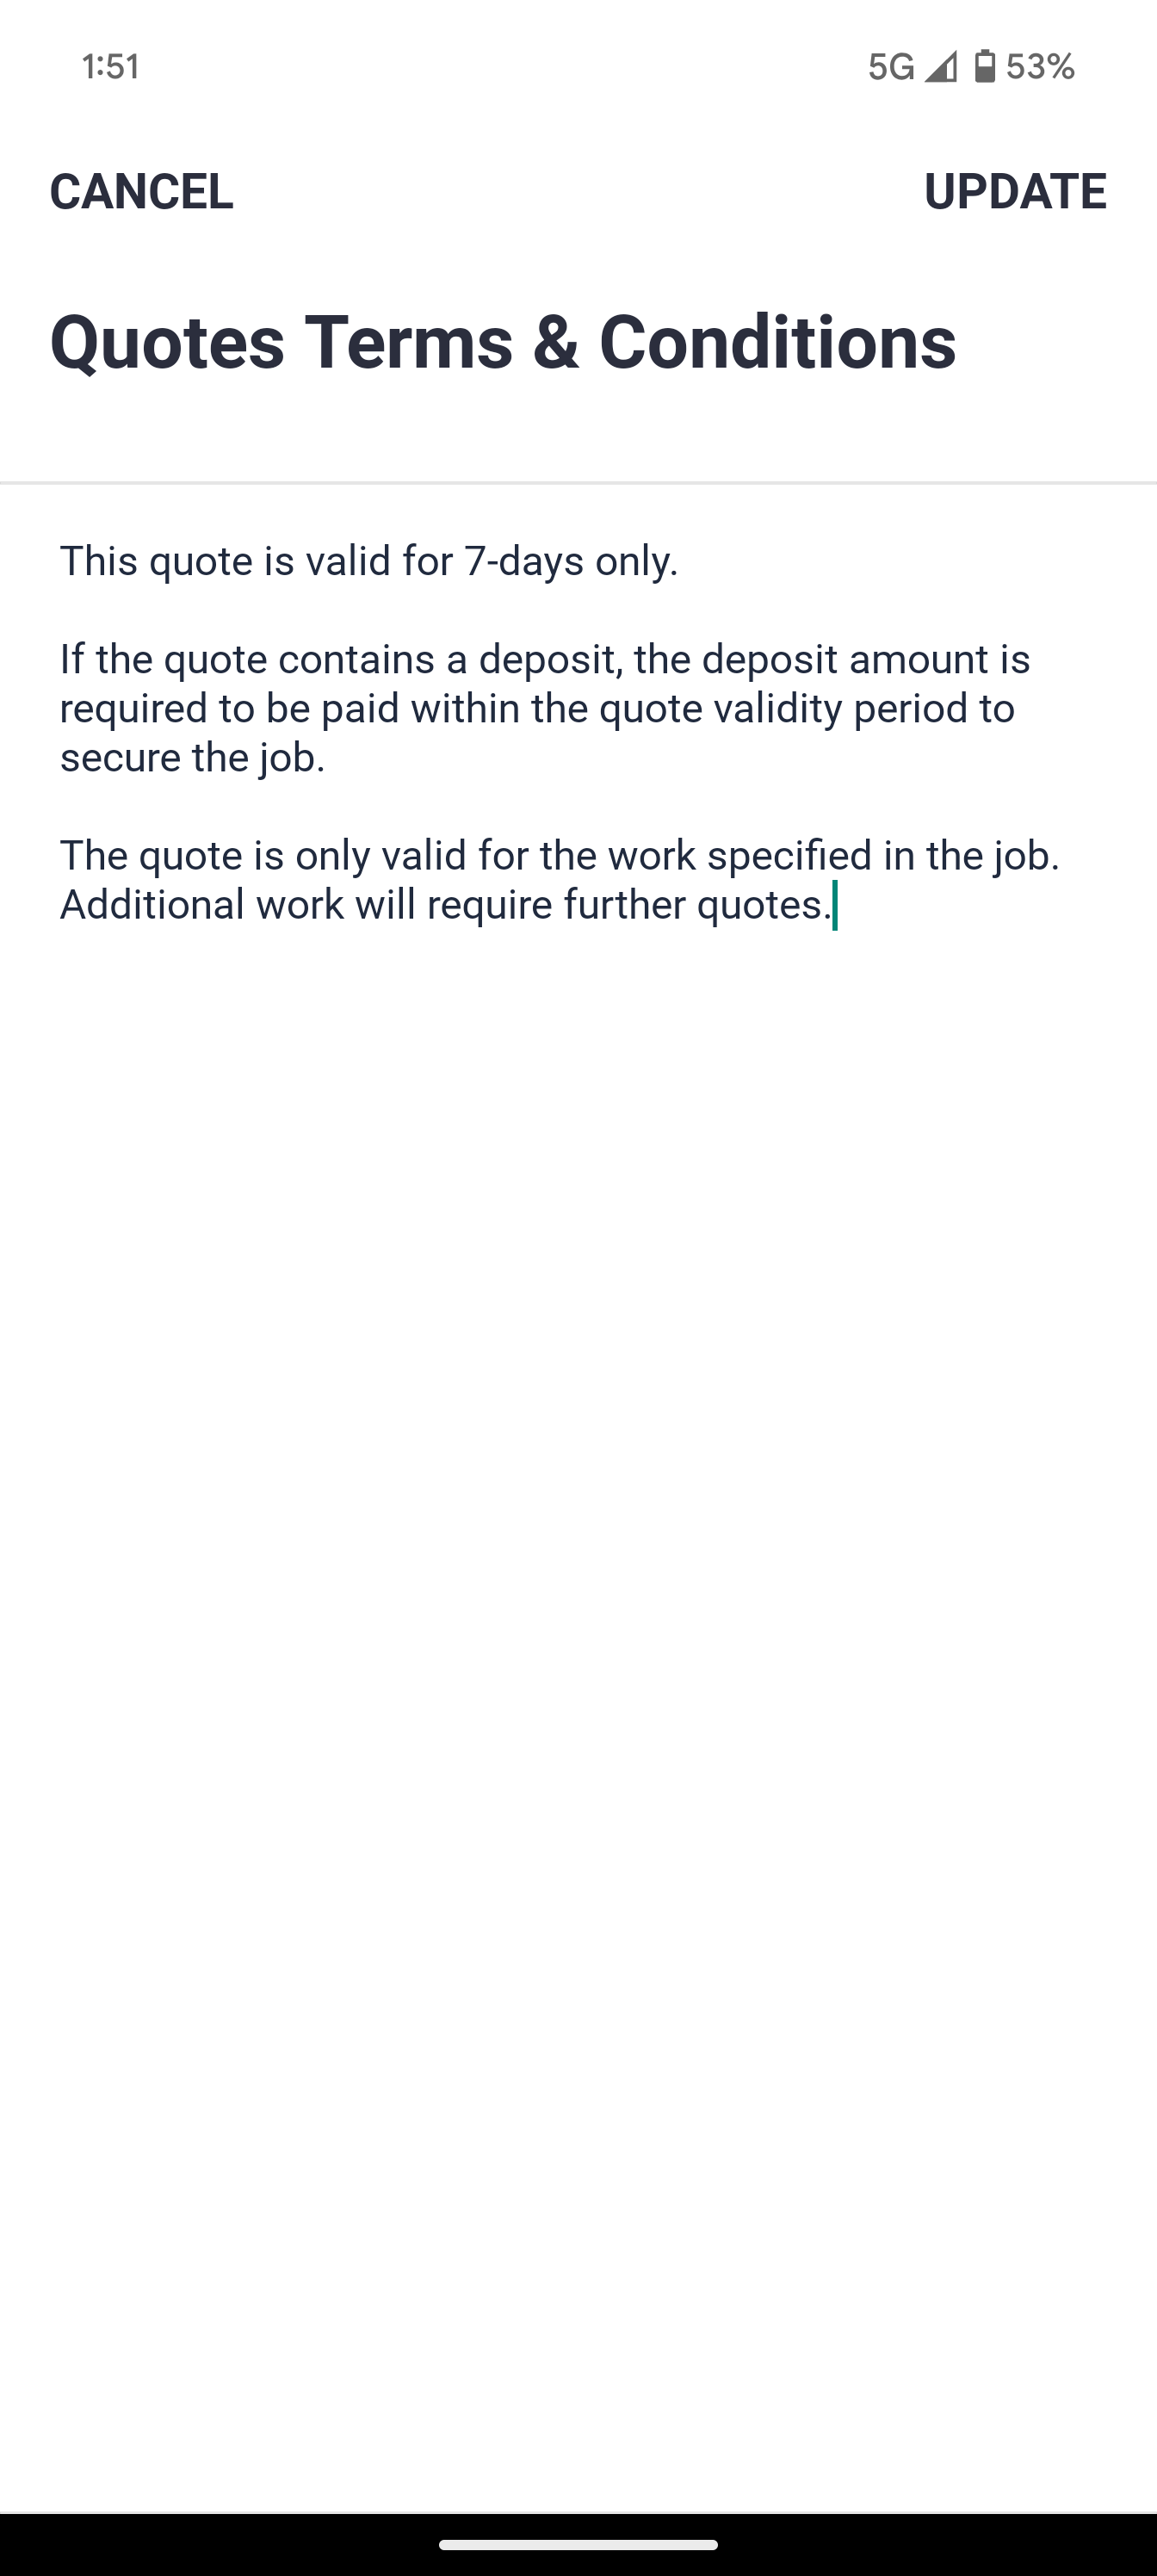 1:51
5G 53%
CANCEL
UPDATE
Quotes Terms & Conditions
This quote is valid for 7-days only.
If the quote contains a deposit, the deposit amount is
required to be paid within the quote validity period to
secure the job.
The quote is only valid for the work specified in the job.
Additional work will require further quotes.